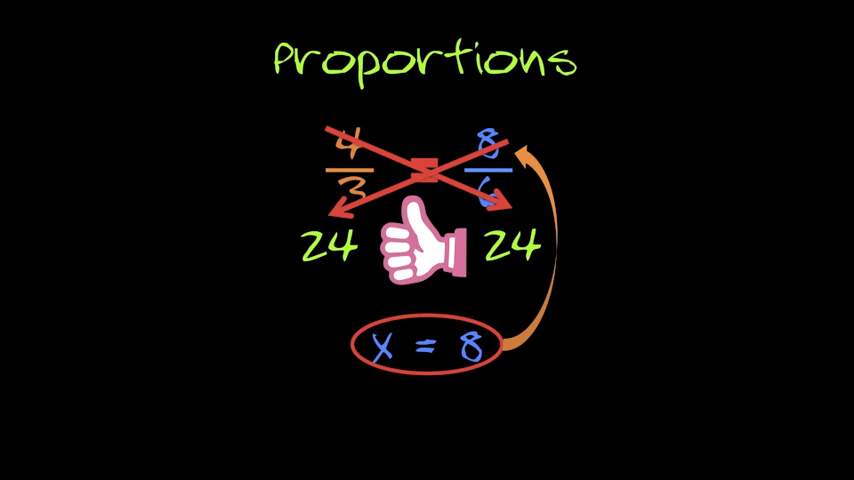 Proportions
4 = 8
3 6
24 24
x = 8